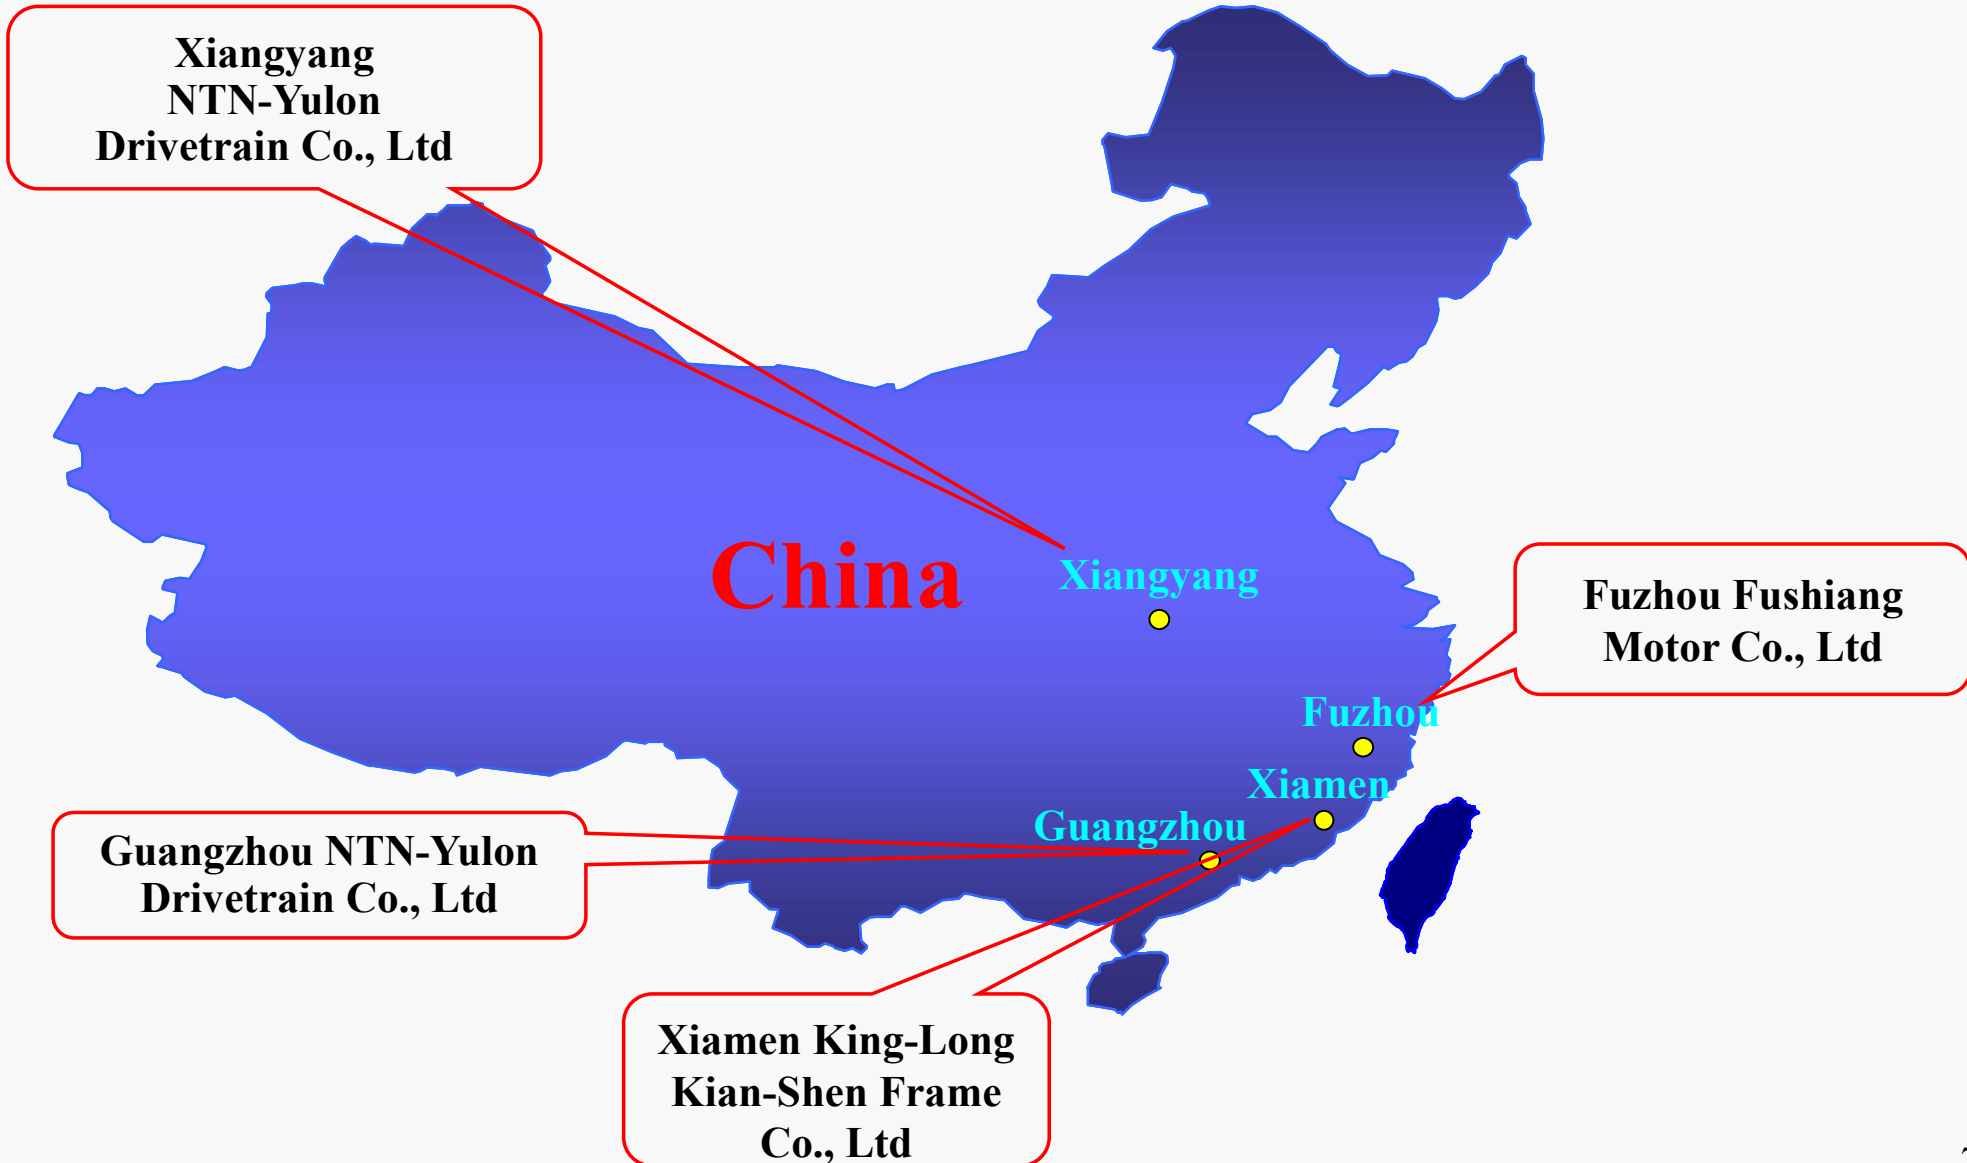 Xiangyang
NTN-Yulon
Drivetrain Co., Ltd
China
Xiangyang
Fuzhou Fushiang
Motor Co., Ltd
Fuzhou
Xiamen
Guangzhou
Guangzhou NTN-Yulon
Drivetrain Co., Ltd
Xiamen King-Long
Kian-Shen Frame
Co., Ltd